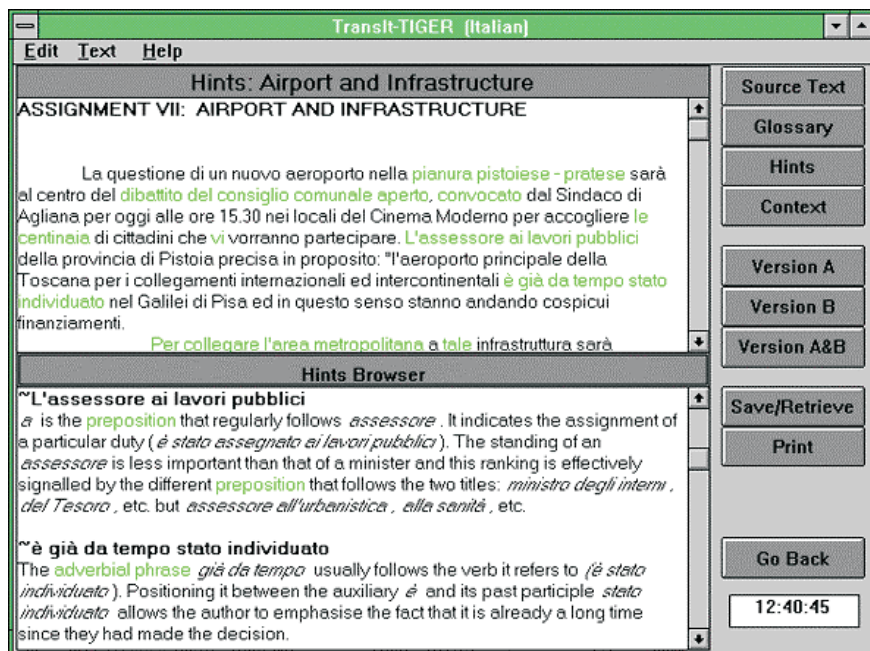 TransIt-TIGER (Italian)
Edit Text Help
Hints: Airport and Infrastructure
ASSIGNMENT VII: AIRPORT AND INFRASTRUCTURE
La questione di un nuovo aeroporto nella pianura pistoiese - pratese sarà
al centro del dibattito del consiglio comunale aperto, convocato dal Sindaco di
Agliana per oggi alle ore 15.30 nei locali del Cinema Moderno per accogliere le
centinaia di cittadini che vi vorranno partecipare. L'assessore ai lavori pubblici
della provincia di Pistoia precisa in proposito: "l'aeroporto principale della
Toscana per i collegamenti internazionali ed intercontinentali è già da tempo stato
individuato nel Galilei di Pisa ed in questo senso stanno andando cospicui
finanziamenti.
Per collegare l'area metropolitana a tale infrastruttura sarà
Hints Browser
~L'assessore ai lavori pubblici
a is the preposition that regularly follows assessore . It indicates the assignment of
a particular duty ( è stato assegnato ai lavori pubblici ). The standing of an
assessore is less important than that of a minister and this ranking is effectively
signalled by the different preposition that follows the two titles: ministro degli interni ,
del Tesoro , etc. but assessore all'urbanistica , alla sanità , etc.
~è già da tempo stato individuato
The adverbial phrase già da tempo usually follows the verb it refers to (è stato
individuato ). Positioning it between the auxiliary è and its past participle stato
individuato allows the author to emphasise the fact that it is already a long time
since they had made the decision.
Source Text
Glossary
Hints
Context
Version A
Version B
Version A&B
Save/Retrieve
Print
Go Back
12:40:45